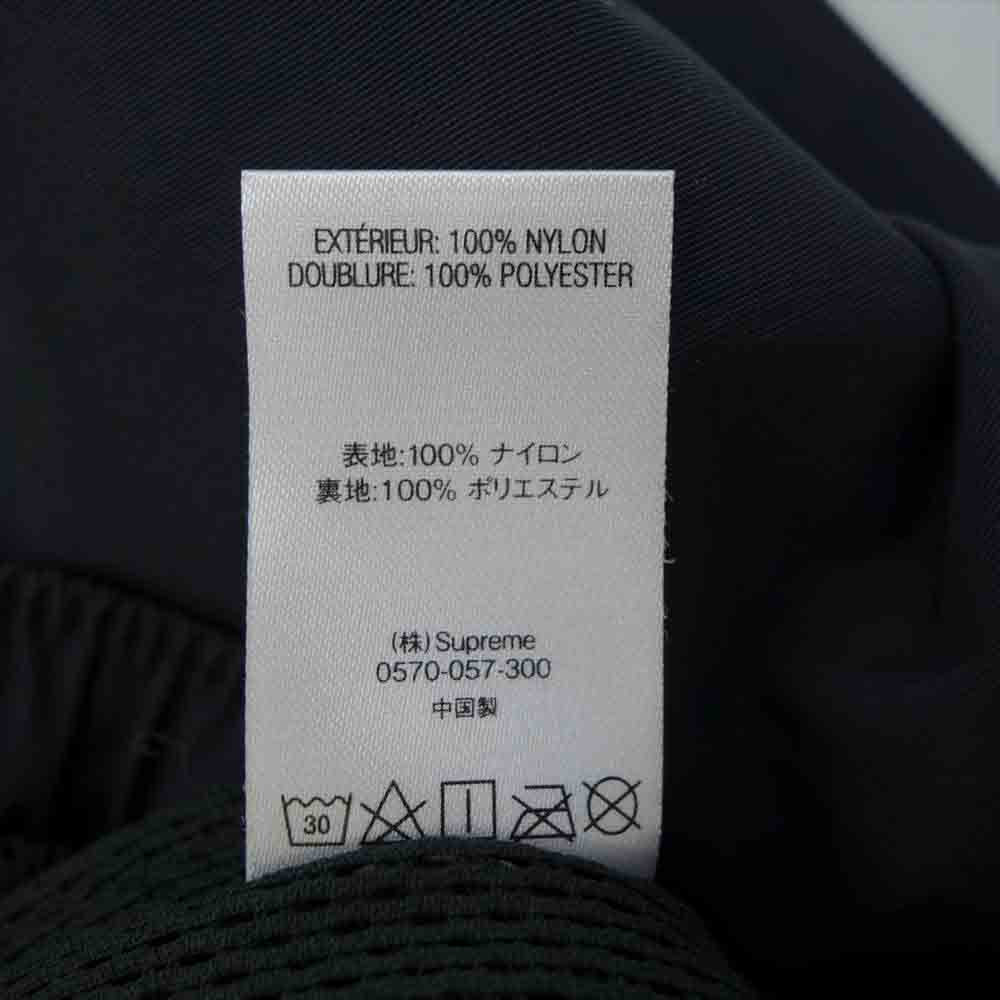 EXTÉRIEUR: 100% NYLON
DOUBLURE: 100% POLYESTER
表地:100% ナイロン
裏地:100% ポリエステル
(株)Supreme
0570-057-300
中国製
30